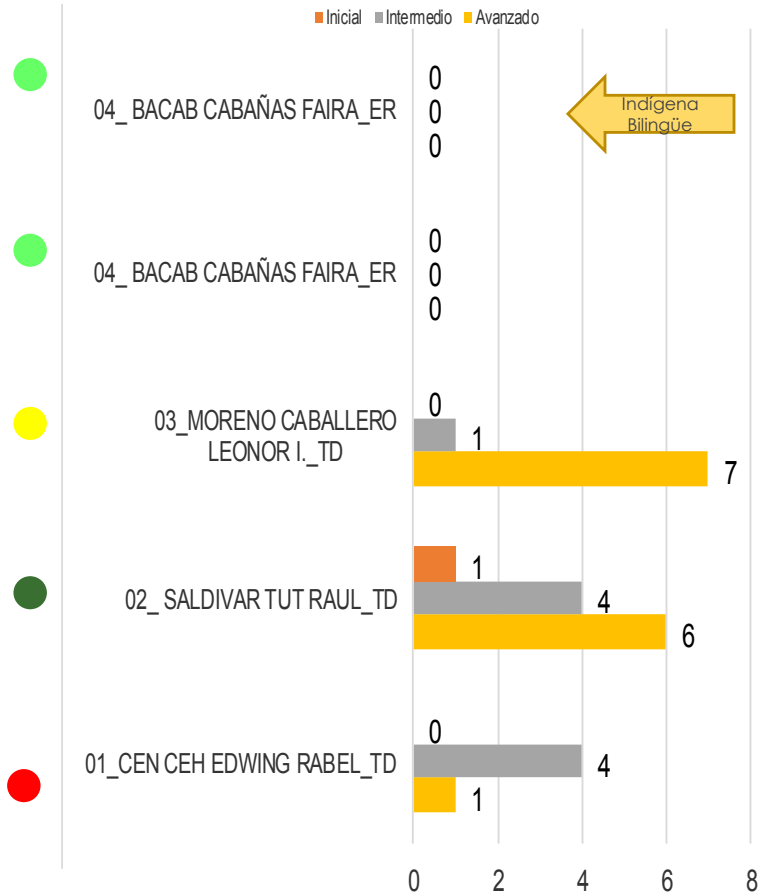 Inicial Intermedio Avanzado
04_ BACAB CABAÑAS FAIRA_ER
0
0
0
Indígena
Bilingüe
04_ BACAB CABAÑAS FAIRA_ER
0
0
0
03_MORENO CABALLERO
LEONOR I._TD
0
1
7
02_ SALDIVAR TUT RAUL_TD
1
4
6
01_CEN CEH EDWING RABEL_TD
0
4
1
0 2 4 6 8